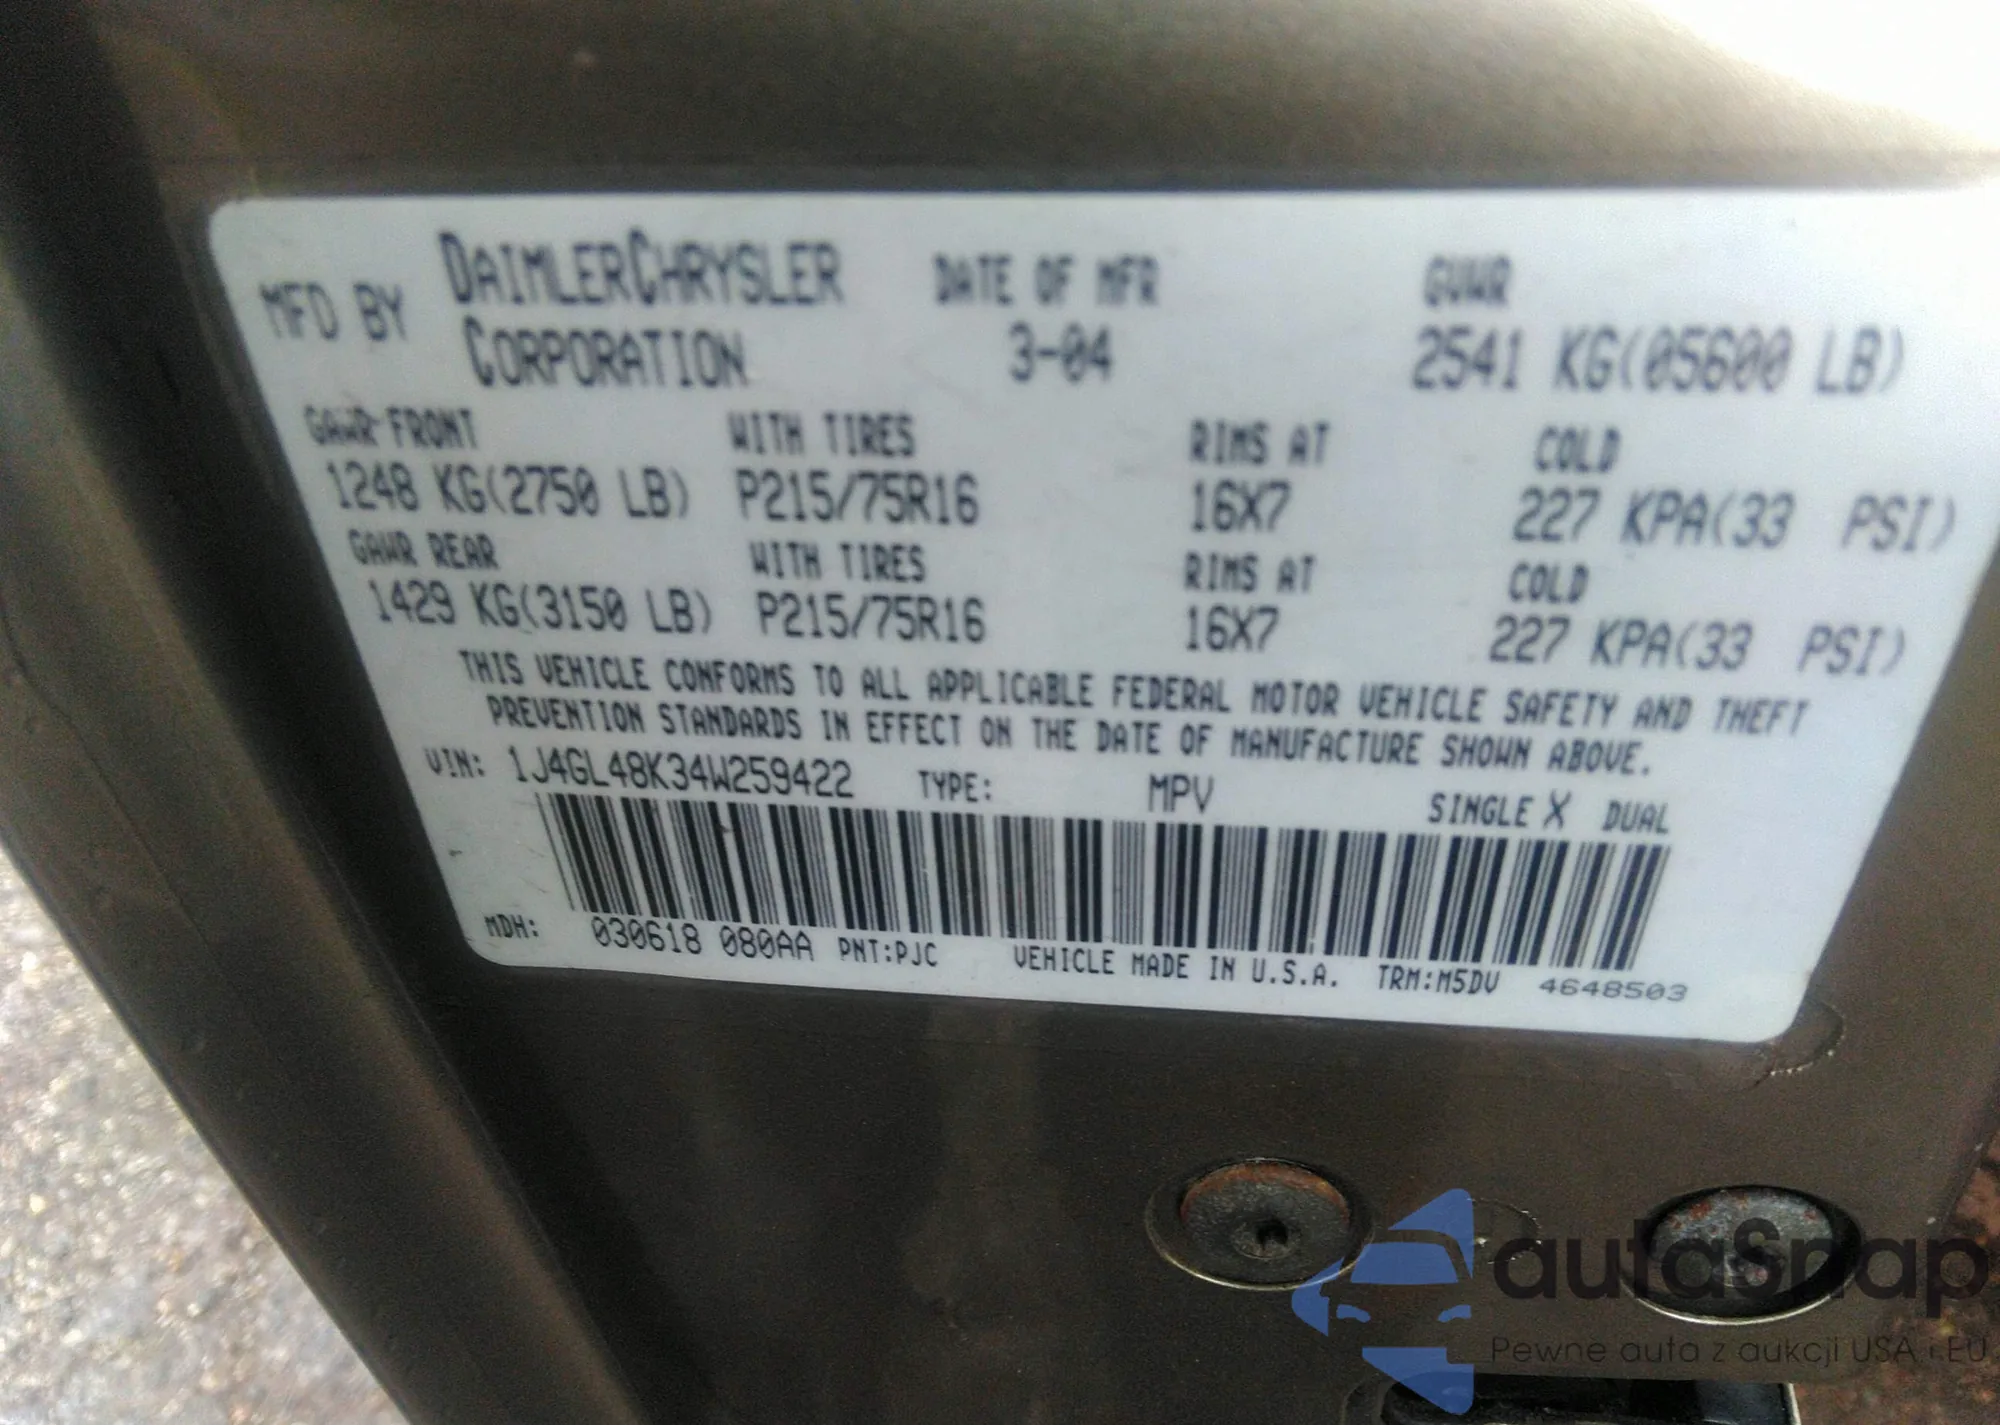 MFD BY DAIMLERCHRYSLER CORPORATION DATE OF MFR 3-04 GVWR 2541 KG(05600 LB)
GAWR FRONT WITH TIRES RIMS AT COLD
1248 KG(2750 LB) P215/75R16 16X7 227 KPA(33 PSI)
GAWR REAR WITH TIRES RIMS AT COLD
1429 KG(3150 LB) P215/75R16 16X7 227 KPA(33 PSI)
THIS VEHICLE CONFORMS TO ALL APPLICABLE FEDERAL MOTOR VEHICLE SAFETY AND THEFT
PREVENTION STANDARDS IN EFFECT ON THE DATE OF MANUFACTURE SHOWN ABOVE.
VIN: 1J4GL48K34W259422 TYPE: MPV SINGLE X DUAL
MDH: 030618 080AA PNT:PJC VEHICLE MADE IN U.S.A. TRM:M5DV 4648503
autaSnap
Pewne auta z aukcji USA i EU